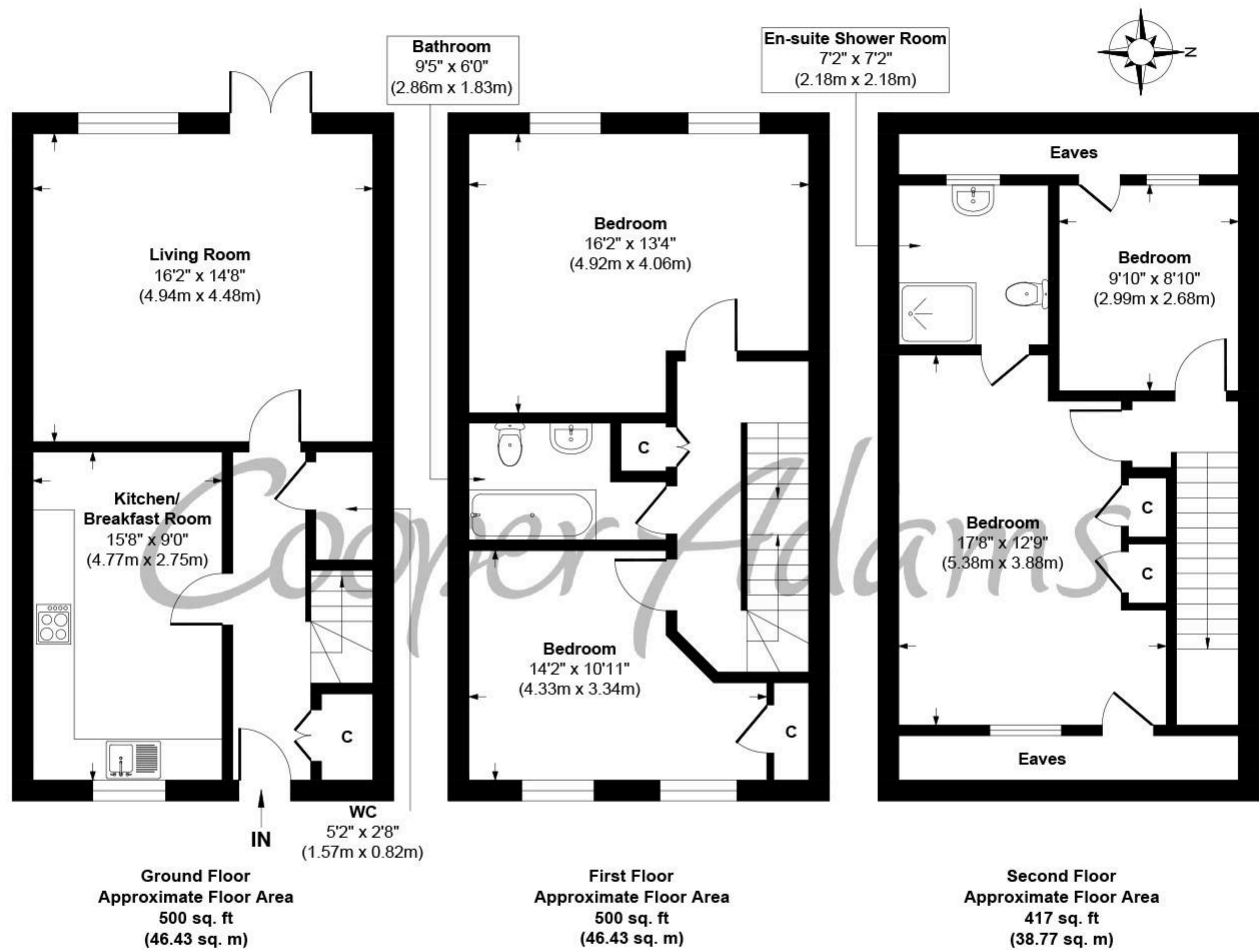 Bathroom
9'5" x 6'0"
(2.86m x 1.83m)
En-suite Shower Room
7'2" x 7'2"
(2.18m x 2.18m)
N
Living Room
16'2" x 14'8"
(4.94m x 4.48m)
Kitchen/
Breakfast Room
15'8" x 9'0"
(4.77m x 2.75m)
C
IN
WC
5'2" x 2'8"
(1.57m x 0.82m)
Bedroom
16'2" x 13'4"
(4.92m x 4.06m)
C
Bedroom
14'2" x 10'11"
(4.33m x 3.34m)
C
Eaves
Bedroom
9'10" x 8'10"
(2.99m x 2.68m)
Bedroom
17'8" x 12'9"
(5.38m x 3.88m)
C
C
Eaves
Cooper Adams
Ground Floor
Approximate Floor Area
500 sq. ft
(46.43 sq. m)
First Floor
Approximate Floor Area
500 sq. ft
(46.43 sq. m)
Second Floor
Approximate Floor Area
417 sq. ft
(38.77 sq. m)